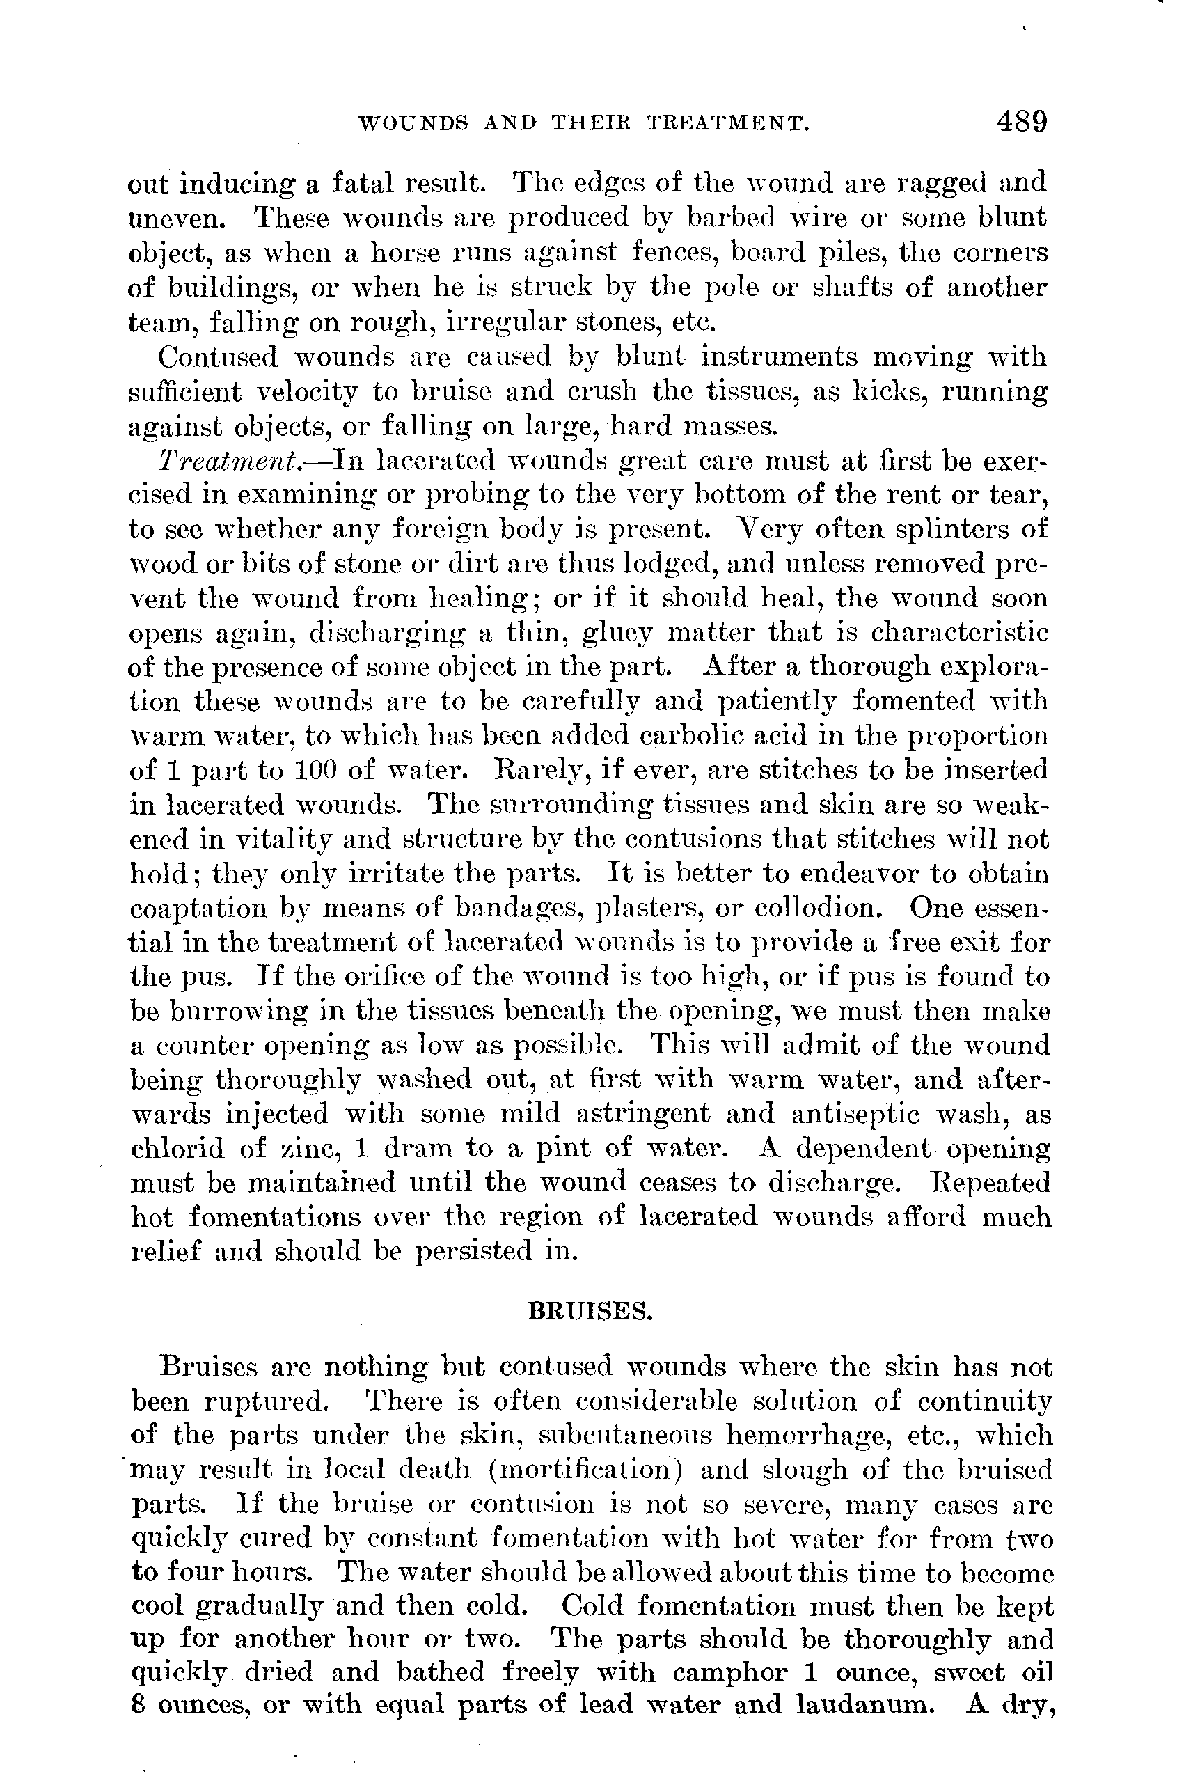 WOUNDS AND THEIR TREATMENT. 489
out inducing a fatal result. The edges of the wound are ragged and
uneven. These wounds are produced by barbed wire or some blunt
object, as when a horse runs against fences, board piles, the corners
of buildings, or when he is struck by the pole or shafts of another
team, falling on rough, irregular stones, etc.
Contused wounds are caused by blunt instruments moving with
sufficient velocity to bruise and crush the tissues, as kicks, running
against objects, or falling on large, hard masses.
Treatment.—In lacerated wounds great care must at first be exer-
cised in examining or probing to the very bottom of the rent or tear,
to see whether any foreign body is present. Very often splinters of
wood or bits of stone or dirt are thus lodged, and unless removed pre-
vent the wound from healing; or if it should heal, the wound soon
opens again, discharging a thin, gluey matter that is characteristic
of the presence of some object in the part. After a thorough explora-
tion these wounds are to be carefully and patiently fomented with
warm water, to which has been added carbolic acid in the proportion
of 1 part to 100 of water. Rarely, if ever, are stitches to be inserted
in lacerated wounds. The surrounding tissues and skin are so weak-
ened in vitality and structure by the contusions that stitches will not
hold; they only irritate the parts. It is better to endeavor to obtain
coaptation by means of bandages, plasters, or collodion. One essen-
tial in the treatment of lacerated wounds is to provide a free exit for
the pus. If the orifice of the wound is too high, or if pus is found to
be burrowing in the tissues beneath the opening, we must then make
a counter opening as low as possible. This will admit of the wound
being thoroughly washed out, at first with warm water, and after-
wards injected with some mild astringent and antiseptic wash, as
chlorid of zinc, 1 dram to a pint of water. A dependent opening
must be maintained until the wound ceases to discharge. Repeated
hot fomentations over the region of lacerated wounds afford much
relief and should be persisted in.
BRUISES.
Bruises are nothing but contused wounds where the skin has not
been ruptured. There is often considerable solution of continuity
of the parts under the skin, subcutaneous hemorrhage, etc., which
may result in local death (mortification) and slough of the bruised
parts. If the bruise or contusion is not so severe, many cases are
quickly cured by constant fomentation with hot water for from two
to four hours. The water should be allowed about this time to become
cool gradually and then cold. Cold fomentation must then be kept
up for another hour or two. The parts should be thoroughly and
quickly dried and bathed freely with camphor 1 ounce, sweet oil
8 ounces, or with equal parts of lead water and laudanum. A dry,